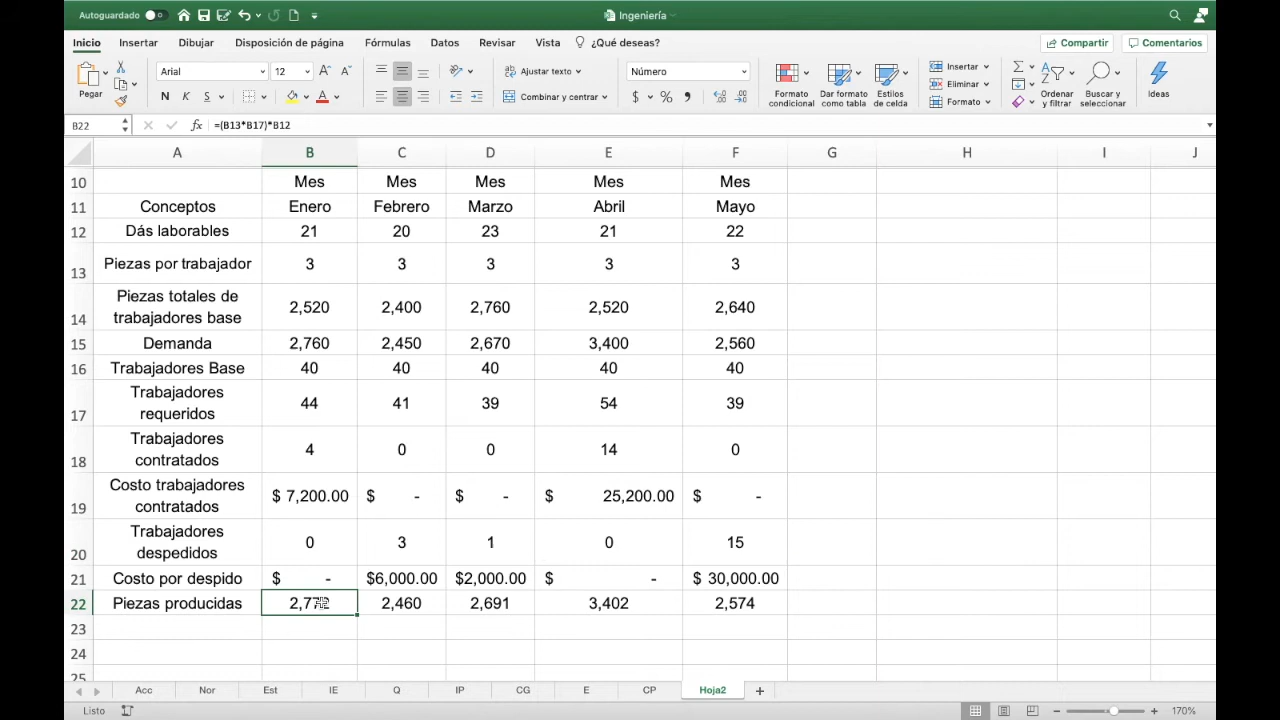 Autoguardado
Ingeniería
Inicio Insertar Dibujar Disposición de página Fórmulas Datos Revisar Vista ¿Qué deseas? Compartir Comentarios
Pegar
Arial 12
N K S
Ajustar texto
Combinar y centrar
Número
$ % ,
Formato condicional
Dar formato como tabla
Estilos de celda
Insertar
Eliminar
Formato
Ordenar y filtrar
Buscar y seleccionar
Ideas
B22 fx =(B13*B17)*B12
A B C D E F G H I J
10 Mes Mes Mes Mes Mes
11 Conceptos Enero Febrero Marzo Abril Mayo
12 Dás laborables 21 20 23 21 22
13 Piezas por trabajador 3 3 3 3 3
14 Piezas totales de trabajadores base 2,520 2,400 2,760 2,520 2,640
15 Demanda 2,760 2,450 2,670 3,400 2,560
16 Trabajadores Base 40 40 40 40 40
17 Trabajadores requeridos 44 41 39 54 39
18 Trabajadores contratados 4 0 0 14 0
19 Costo trabajadores contratados $ 7,200.00 $ - $ - $ 25,200.00 $ -
20 Trabajadores despedidos 0 3 1 0 15
21 Costo por despido $ - $6,000.00 $2,000.00 $ - $ 30,000.00
22 Piezas producidas 2,772 2,460 2,691 3,402 2,574
23
24
25
Acc Nor Est IE Q IP CG E CP Hoja2 +
Listo 170%